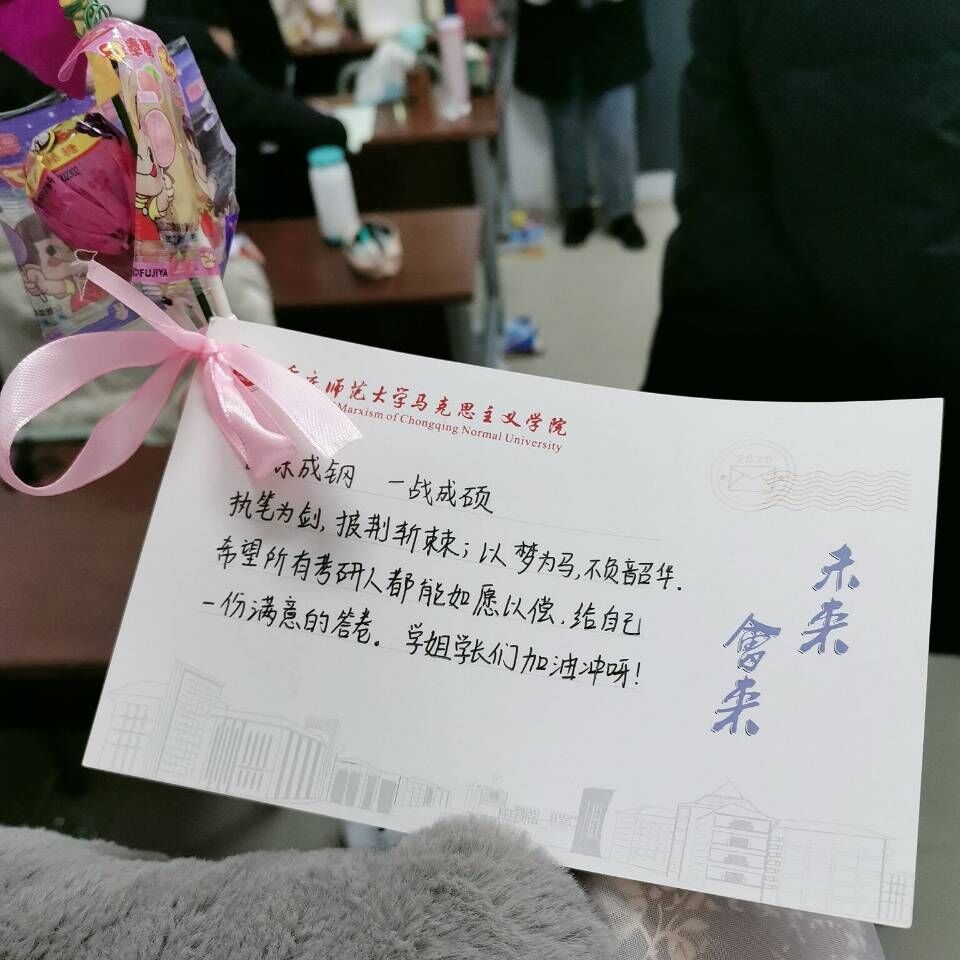 FUJIYA
师范大学马克思主义学院
Marxism of Chongqing Normal University
2020
成钢 一战成硕
执笔为剑,披荆斩棘;以梦为马,不负韶华.
希望所有考研人都能如愿以偿,给自己
一份满意的答卷。学姐学长们加油冲呀!
未来
會来